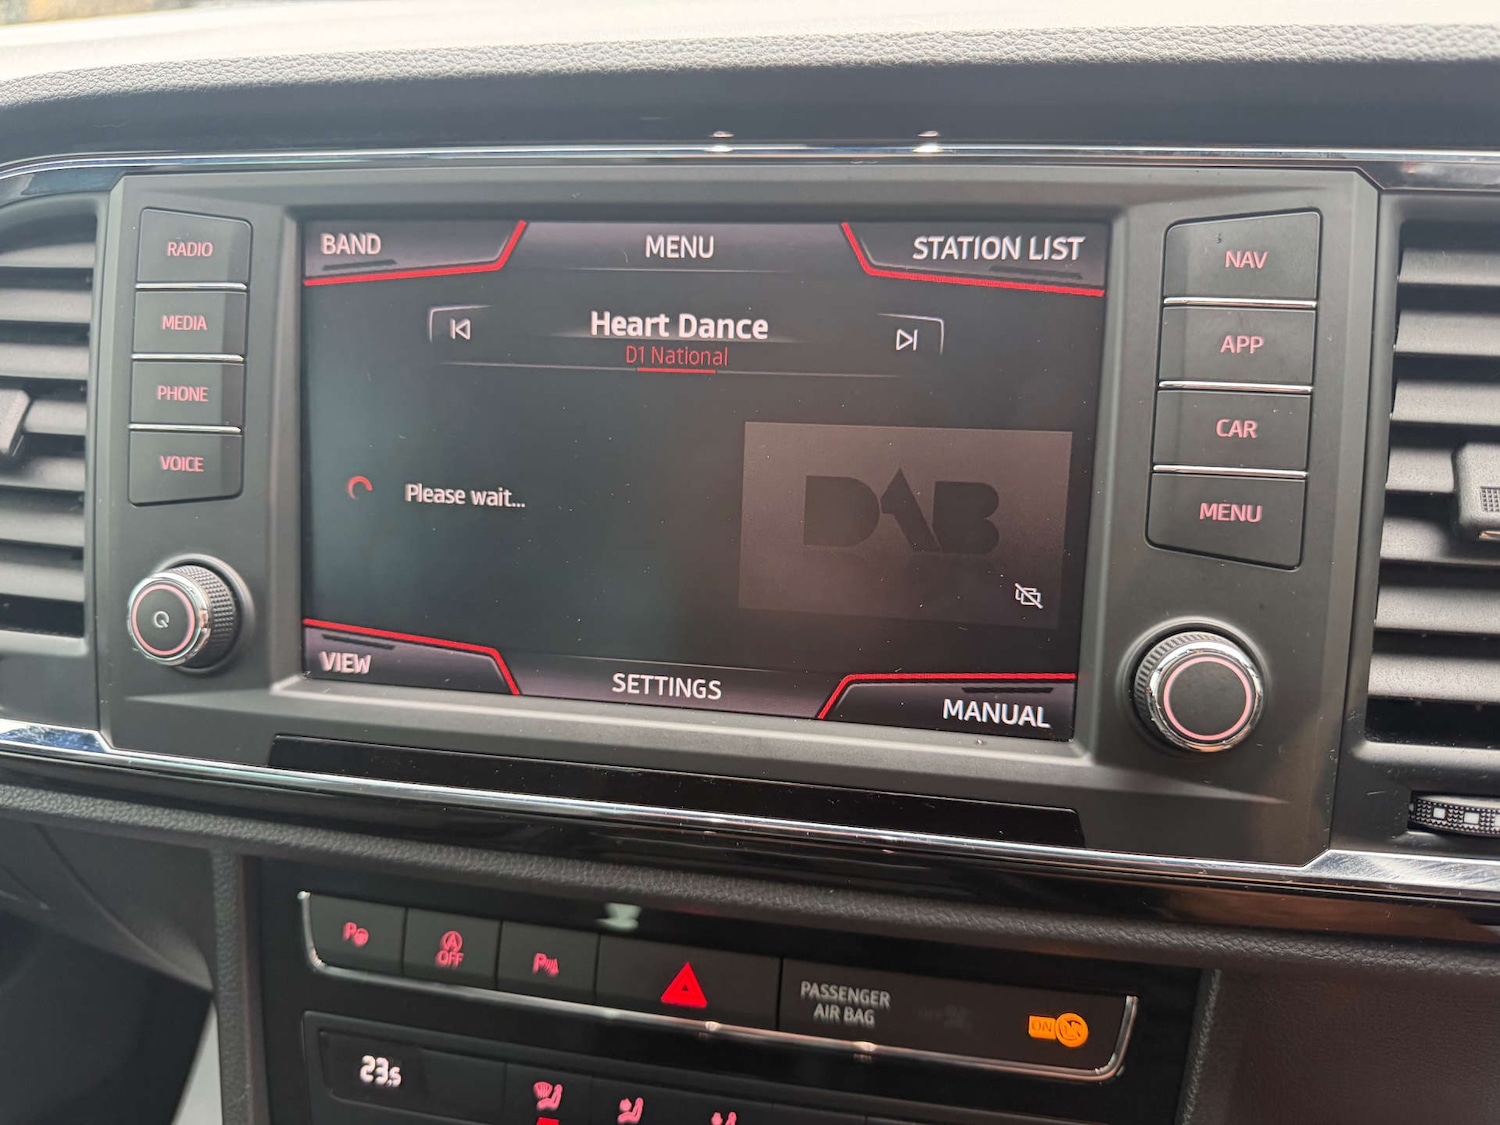 RADIO
MEDIA
PHONE
VOICE
BAND
MENU
STATION LIST
Heart Dance
D1 National
Please wait...
DAB
VIEW
SETTINGS
MANUAL
NAV
APP
CAR
MENU
P
A
OFF
P
PASSENGER
AIR BAG
OFF
ON
23.5